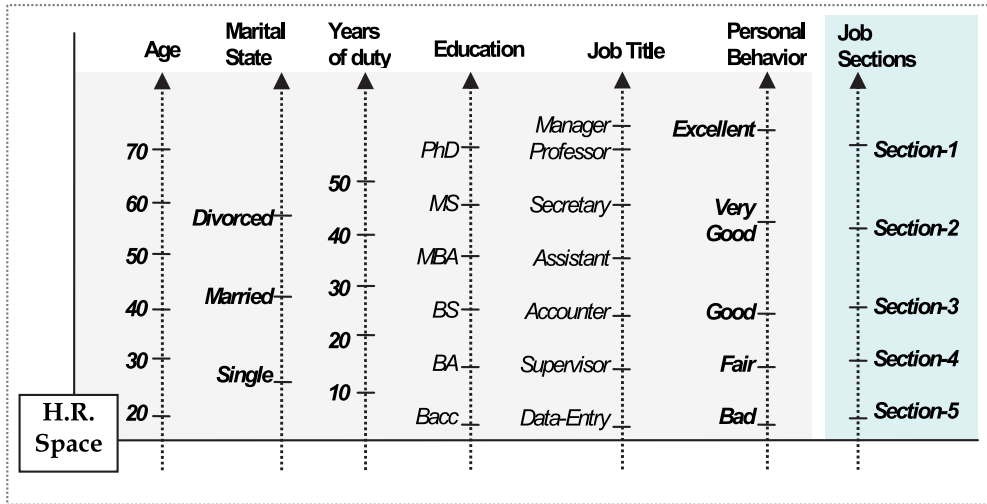 Age
Marital
State
Years
of duty
Education
Job Title
Personal
Behavior
Job
Sections
70
60
50
40
30
20
Divorced
Married
Single
50
40
30
20
10
PhD
MS
MBA
BS
BA
Bacc
Manager
Professor
Secretary
Assistant
Accounter
Supervisor
Data-Entry
Excellent
Very
Good
Good
Fair
Bad
Section-1
Section-2
Section-3
Section-4
Section-5
H.R.
Space